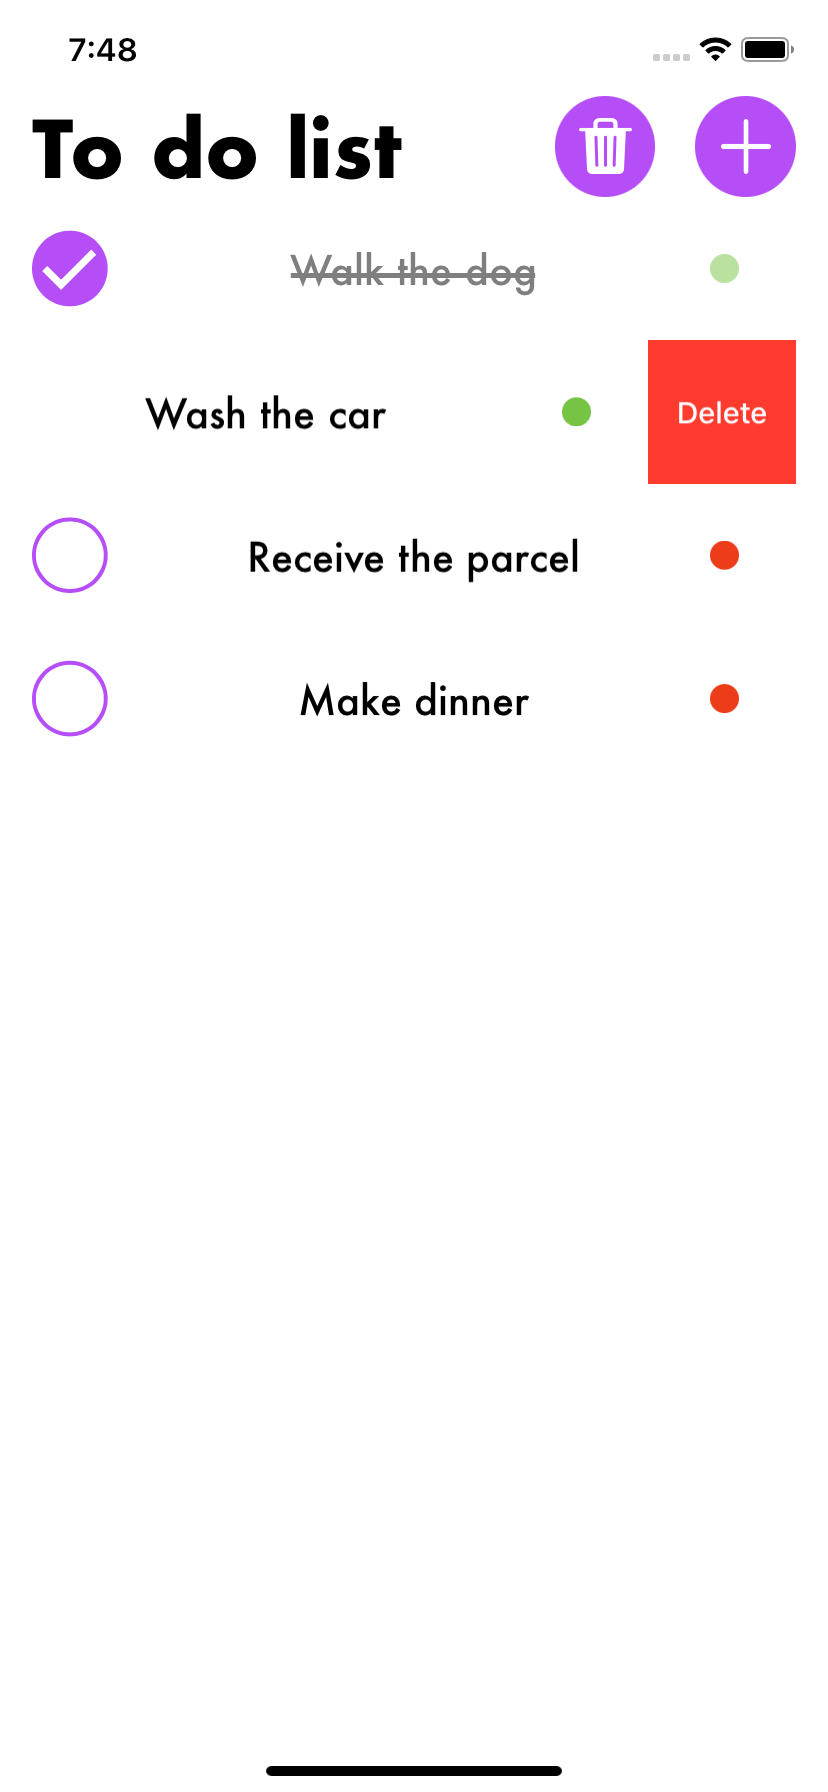 7:48
To do list
Walk the dog
Wash the car
Delete
Receive the parcel
Make dinner